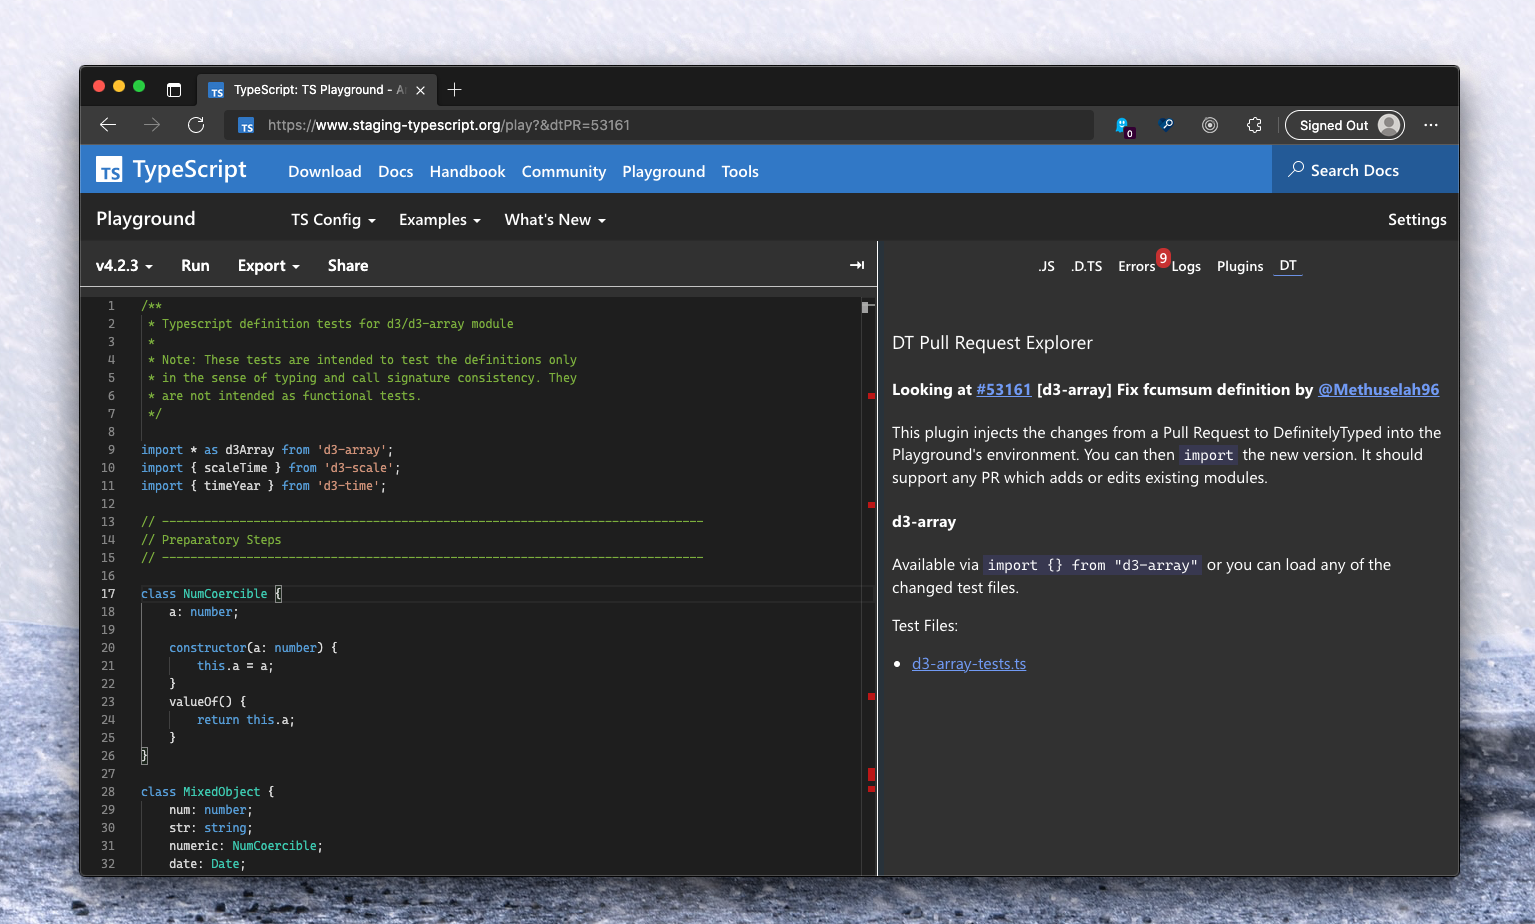 TS TypeScript: TS Playground - A
TS https://www.staging-typescript.org/play?&dtPR=53161
0
Signed Out
TS TypeScript
Download Docs Handbook Community Playground Tools
Search Docs
Playground
TS Config Examples What's New
Settings
v4.2.3 Run Export Share
.JS .D.TS Errors 9 Logs Plugins DT
1 /**
2  * Typescript definition tests for d3/d3-array module
3  *
4  * Note: These tests are intended to test the definitions only
5  * in the sense of typing and call signature consistency. They
6  * are not intended as functional tests.
7  */
8
9 import * as d3Array from 'd3-array';
10 import { scaleTime } from 'd3-scale';
11 import { timeYear } from 'd3-time';
12
13 // -----------------------------------------------------------------------------
14 // Preparatory Steps
15 // -----------------------------------------------------------------------------
16
17 class NumCoercible {
18     a: number;
19
20     constructor(a: number) {
21         this.a = a;
22     }
23     valueOf() {
24         return this.a;
25     }
26 }
27
28 class MixedObject {
29     num: number;
30     str: string;
31     numeric: NumCoercible;
32     date: Date;
DT Pull Request Explorer
Looking at #53161 [d3-array] Fix fcumsum definition by @Methuselah96
This plugin injects the changes from a Pull Request to DefinitelyTyped into the
Playground's environment. You can then import the new version. It should
support any PR which adds or edits existing modules.
d3-array
Available via import {} from "d3-array" or you can load any of the
changed test files.
Test Files:
• d3-array-tests.ts